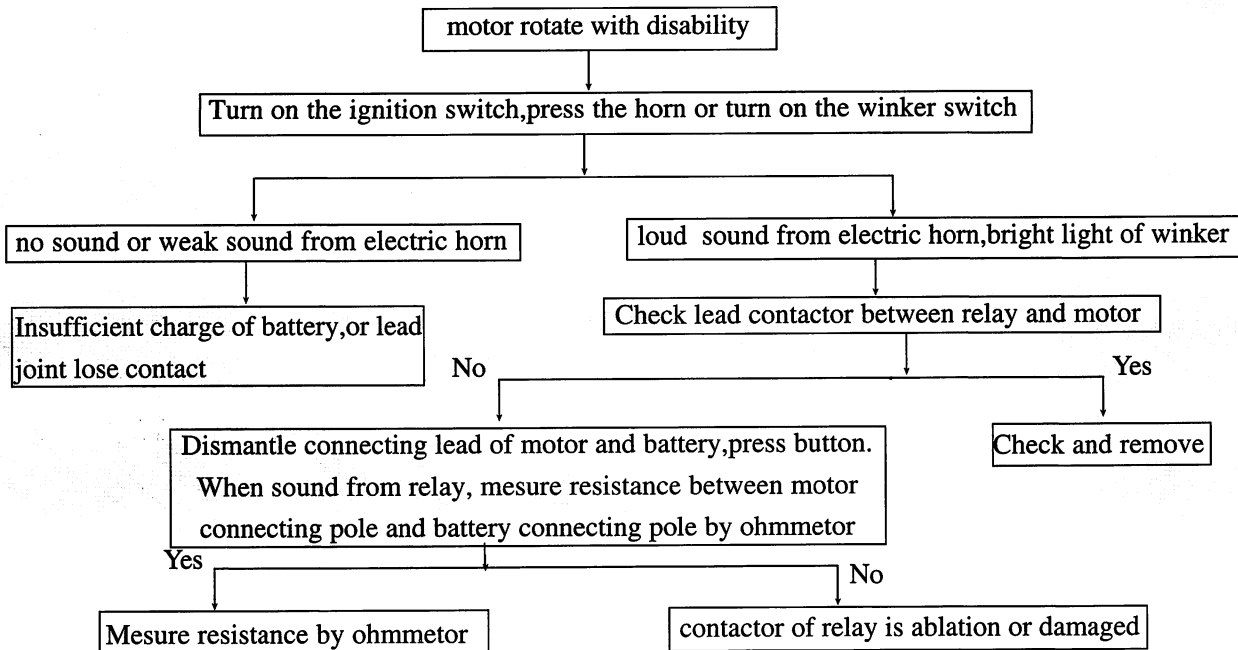 motor rotate with disability
Turn on the ignition switch,press the horn or turn on the winker switch
no sound or weak sound from electric horn
loud sound from electric horn,bright light of winker
Insufficient charge of battery,or lead
joint lose contact
Check lead contactor between relay and motor
No
Yes
Dismantle connecting lead of motor and battery,press button.
When sound from relay, mesure resistance between motor
connecting pole and battery connecting pole by ohmmetor
Check and remove
Yes
No
Mesure resistance by ohmmetor
contactor of relay is ablation or damaged